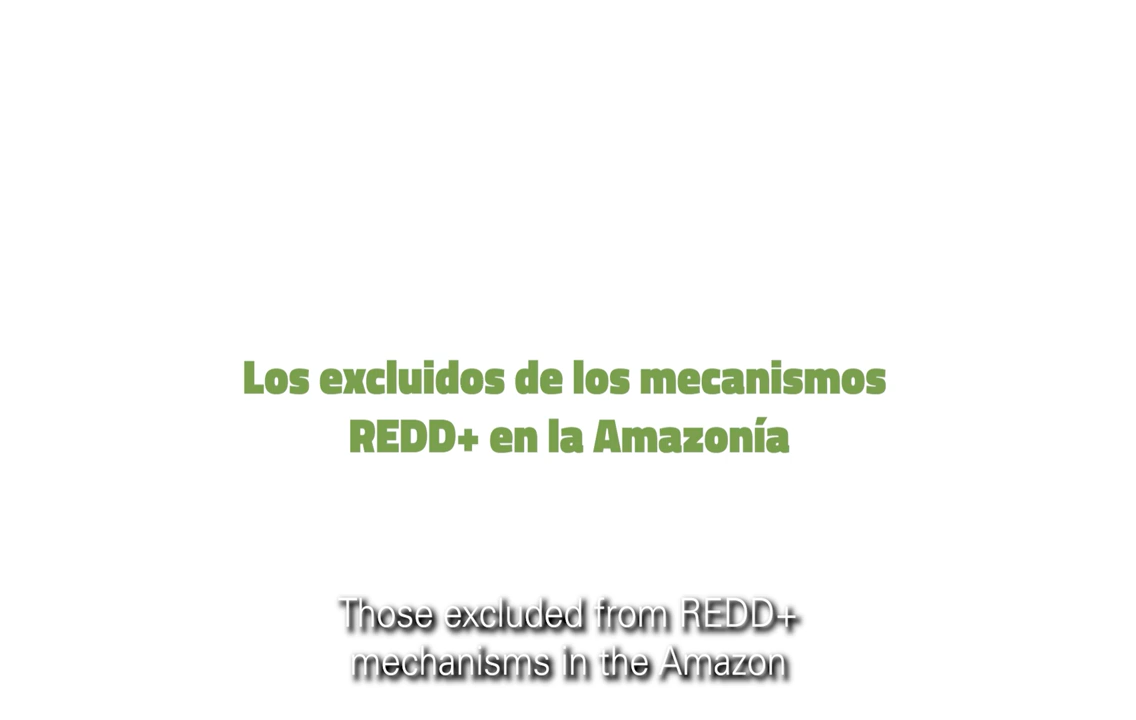 Los excluidos de los mecanismos
REDD+ en la Amazonía
Those excluded from REDD+
mechanisms in the Amazon